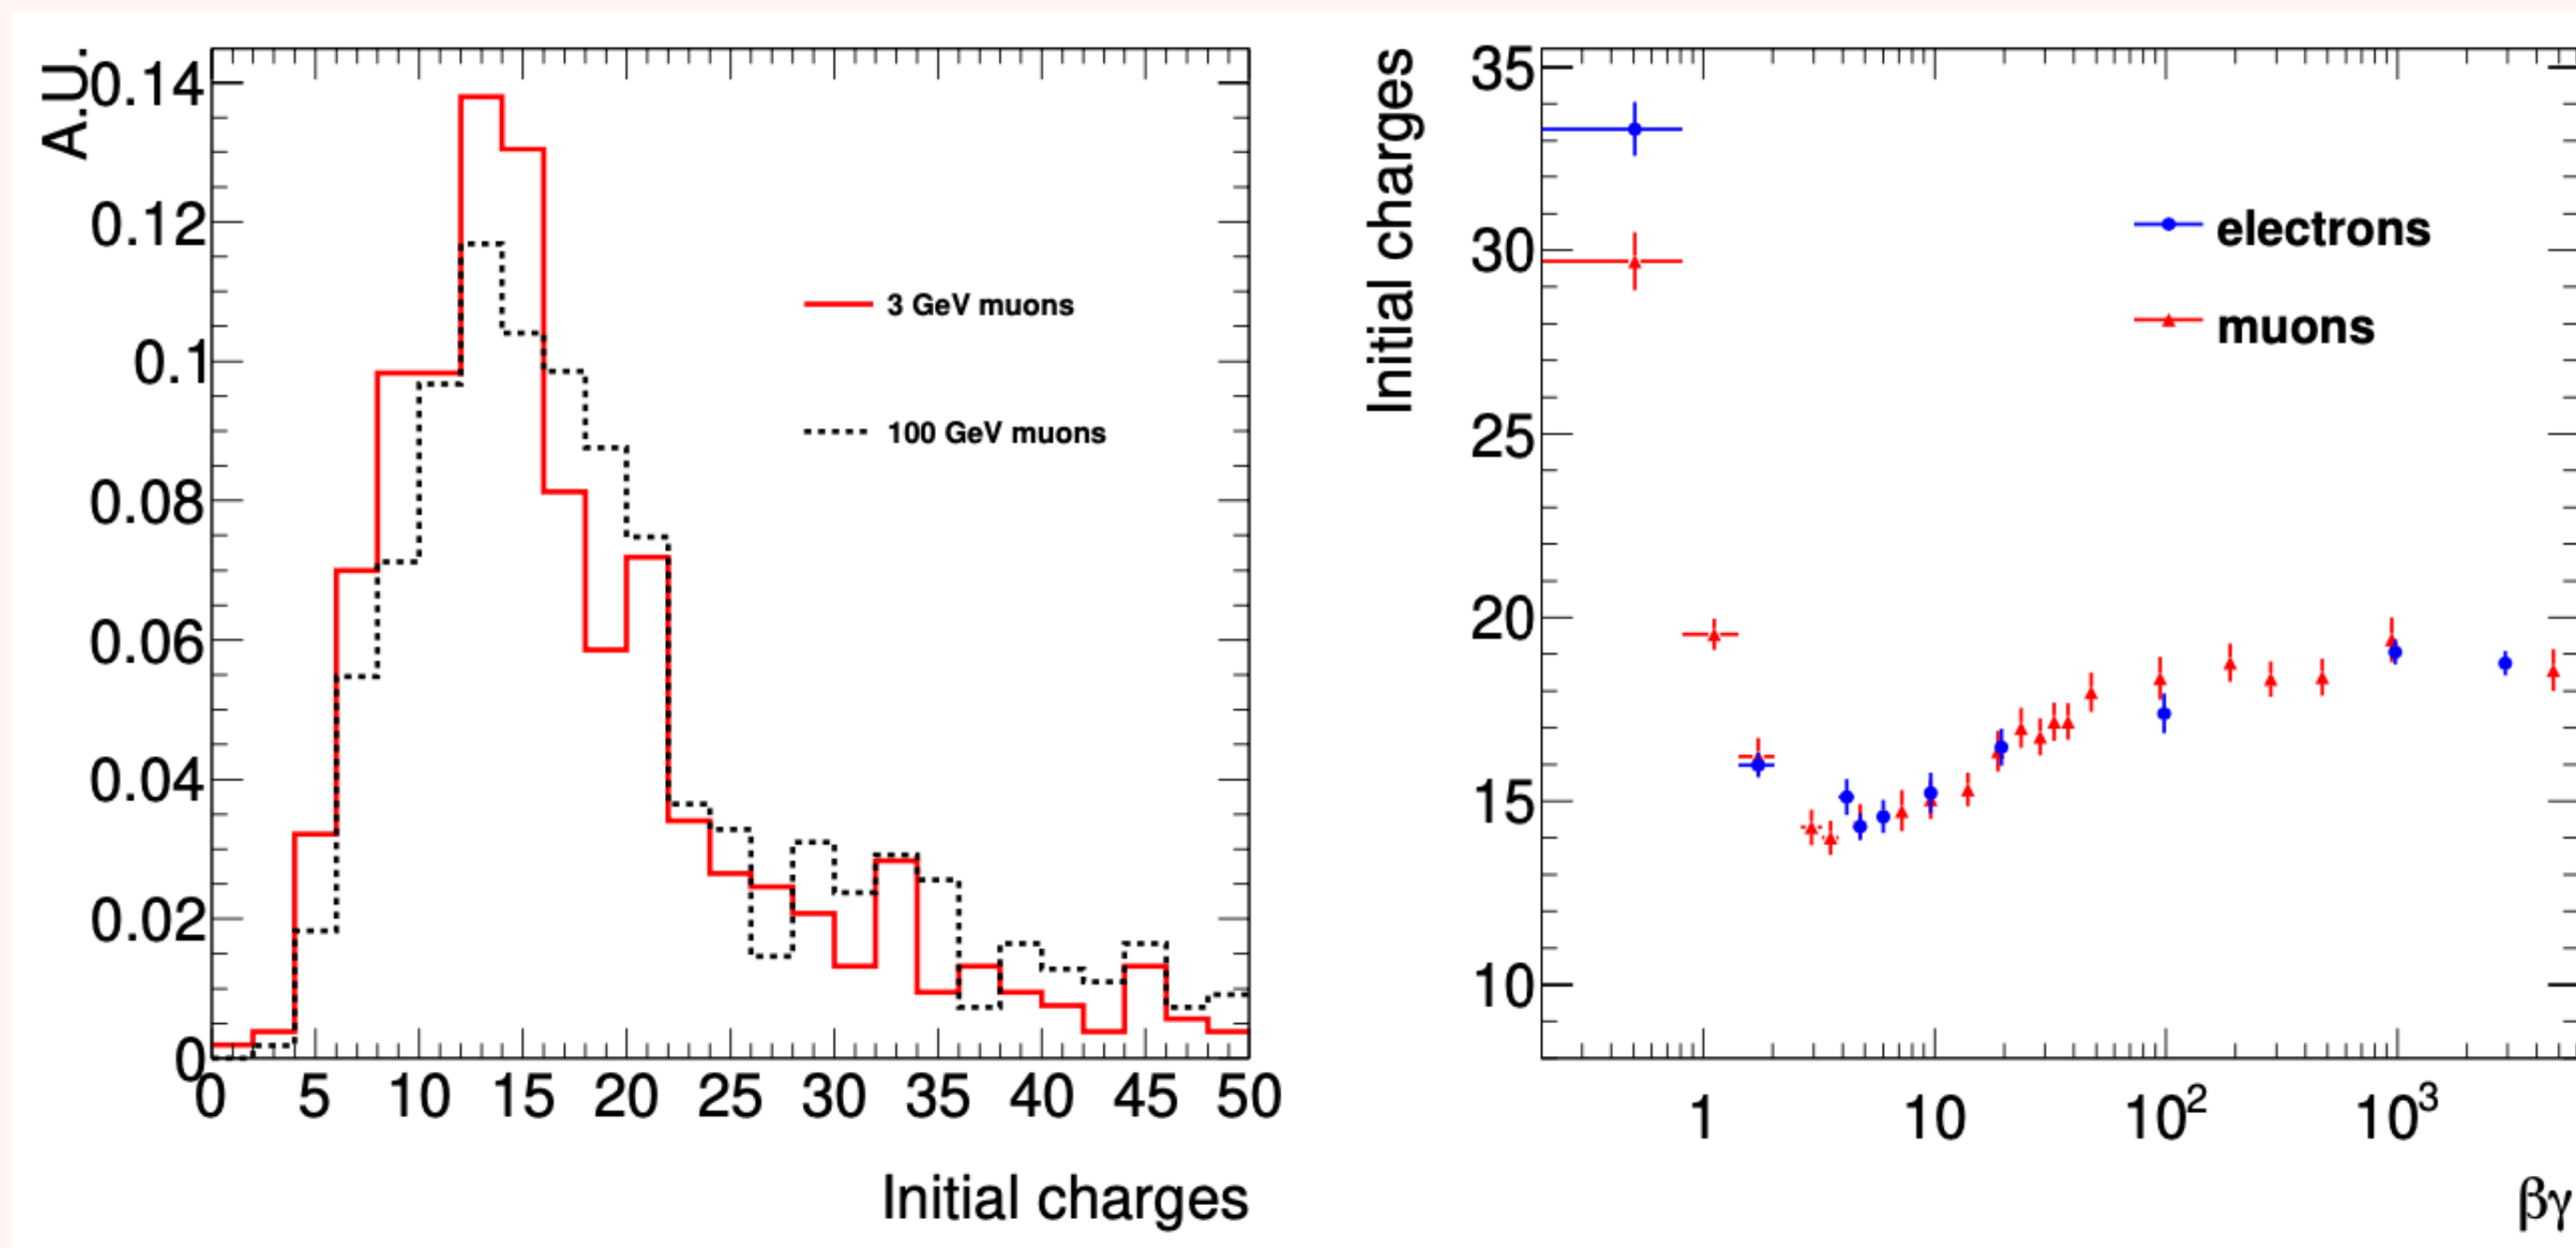 A.U.
0.14
0.12
0.1
0.08
0.06
0.04
0.02
0
0 5 10 15 20 25 30 35 40 45 50
Initial charges
3 GeV muons
100 GeV muons
Initial charges
35
30
25
20
15
10
1 10 10² 10³
βγ
electrons
muons